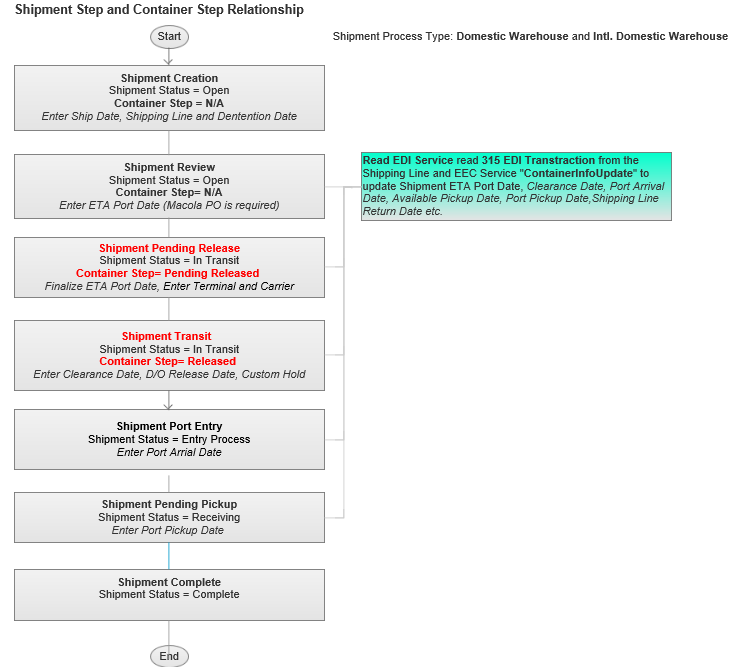 Shipment Step and Container Step Relationship
Start
Shipment Process Type: Domestic Warehouse and Intl. Domestic Warehouse
Shipment Creation
Shipment Status = Open
Container Step = N/A
Enter Ship Date, Shipping Line and Dentention Date
Shipment Review
Shipment Status = Open
Container Step= N/A
Enter ETA Port Date (Macola PO is required)
Read EDI Service read 315 EDI Transtraction from the
Shipping Line and EEC Service "ContainerInfoUpdate" to
update Shipment ETA Port Date, Clearance Date, Port Arrival
Date, Available Pickup Date, Port Pickup Date,Shipping Line
Return Date etc.
Shipment Pending Release
Shipment Status = In Transit
Container Step= Pending Released
Finalize ETA Port Date, Enter Terminal and Carrier
Shipment Transit
Shipment Status = In Transit
Container Step= Released
Enter Clearance Date, D/O Release Date, Custom Hold
Shipment Port Entry
Shipment Status = Entry Process
Enter Port Arrial Date
Shipment Pending Pickup
Shipment Status = Receiving
Enter Port Pickup Date
Shipment Complete
Shipment Status = Complete
End